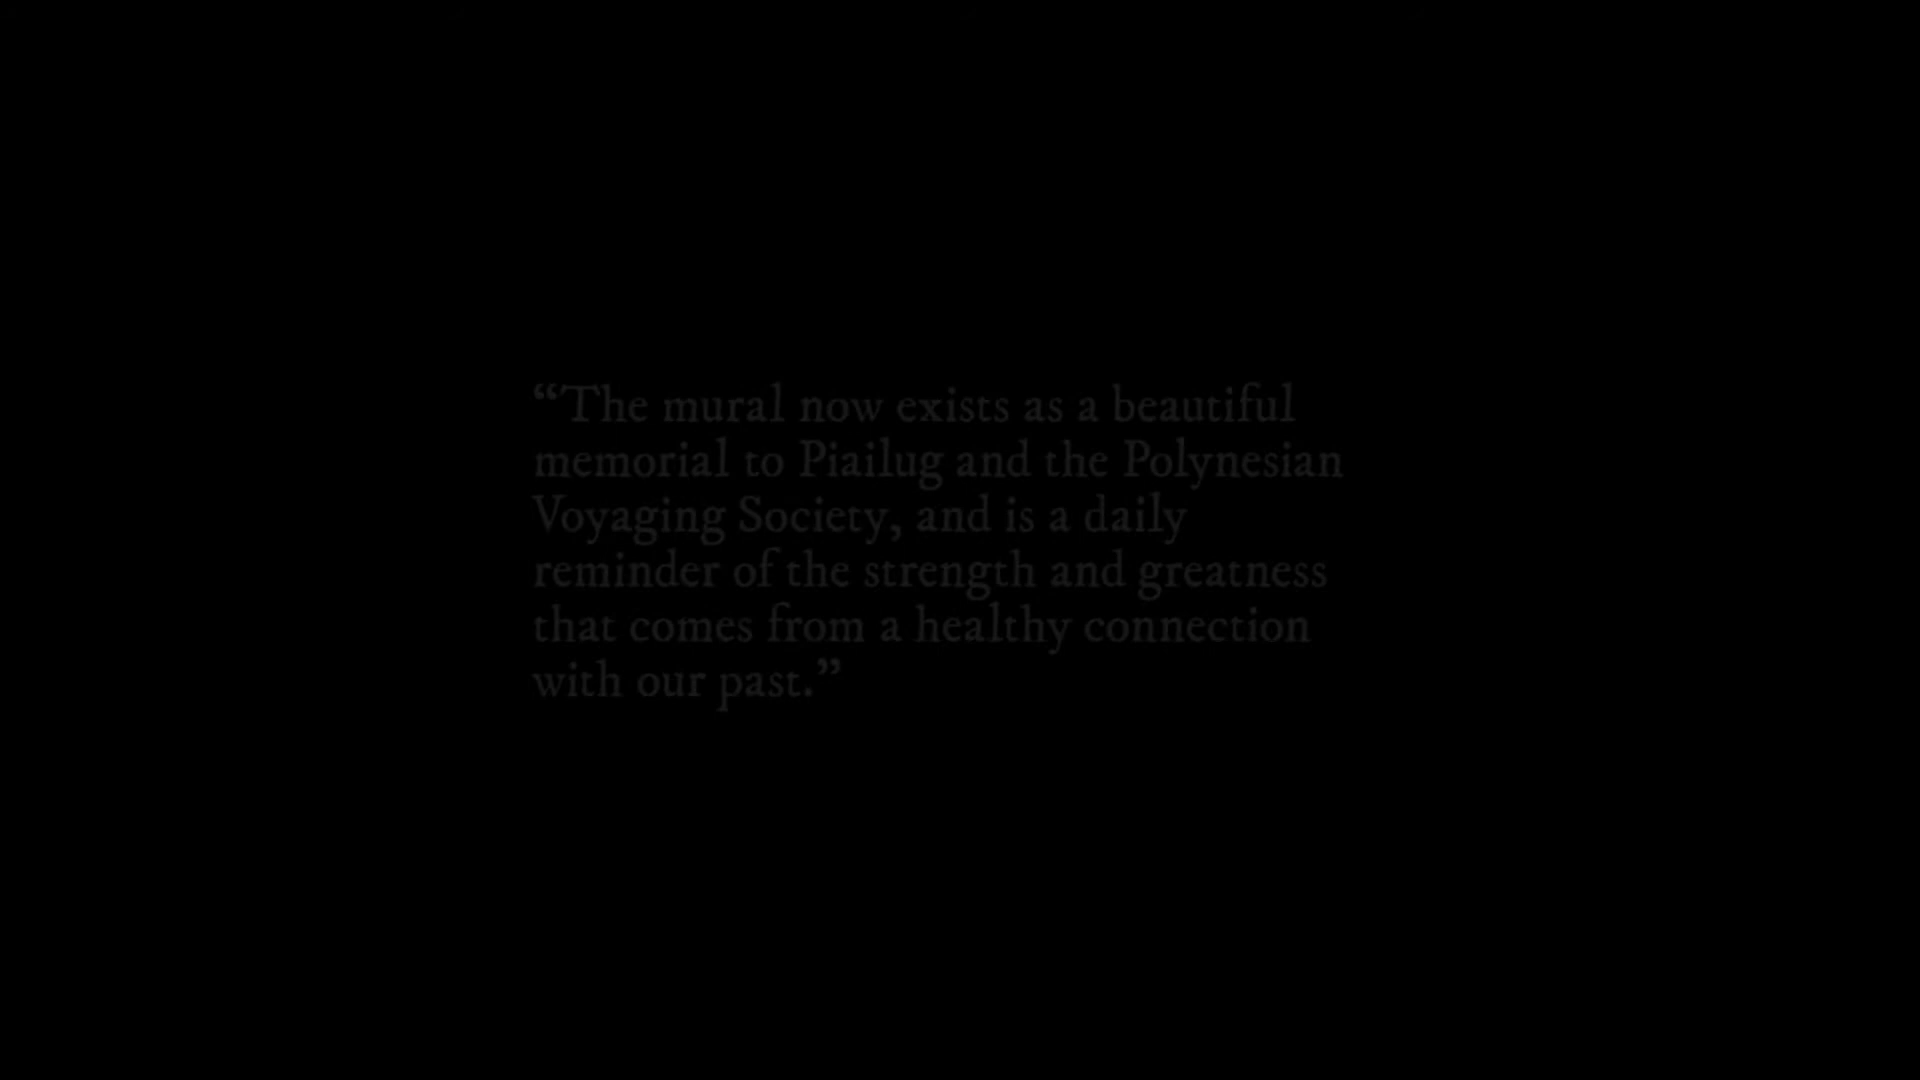 “The mural now exists as a beautiful
memorial to Piailug and the Polynesian
Voyaging Society, and is a daily
reminder of the strength and greatness
that comes from a healthy connection
with our past.”